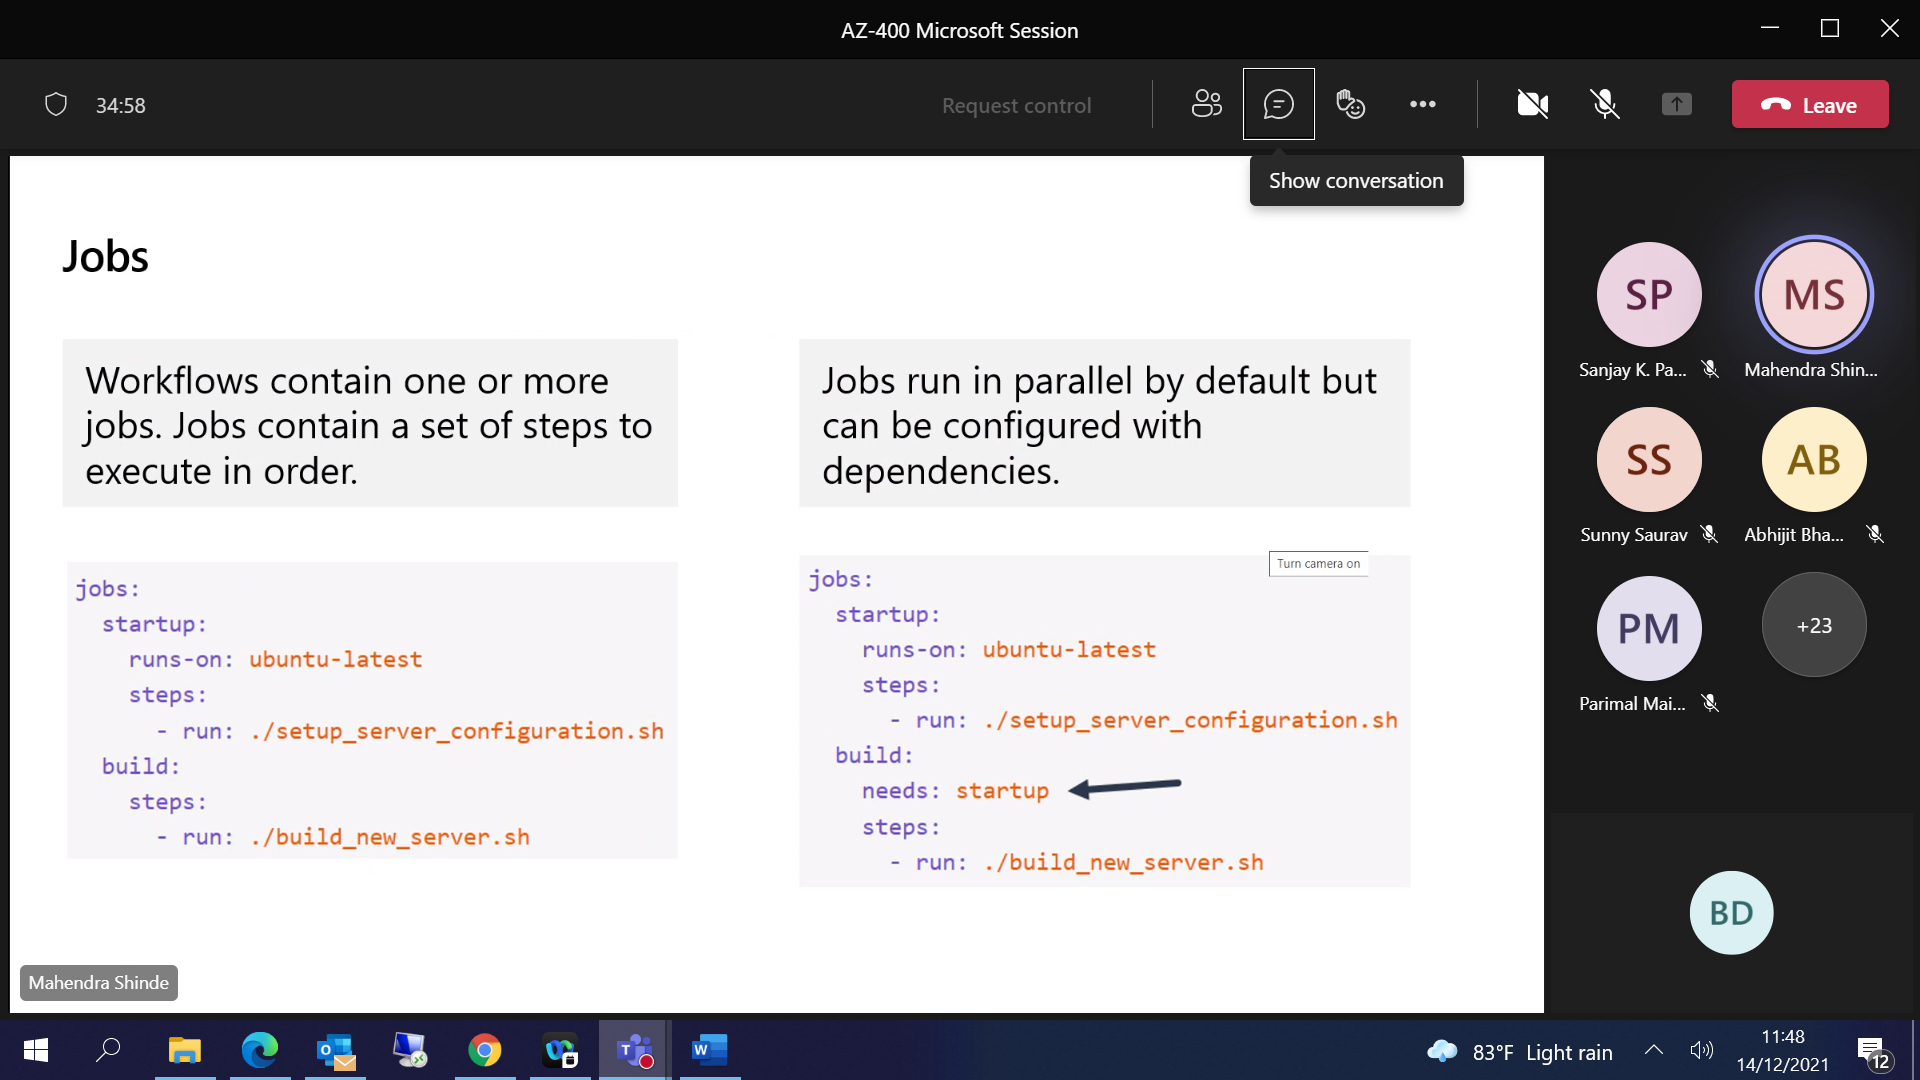 AZ-400 Microsoft Session
34:58
Request control
Leave
Show conversation
Jobs
Workflows contain one or more
jobs. Jobs contain a set of steps to
execute in order.
Jobs run in parallel by default but
can be configured with
dependencies.
Turn camera on
jobs:
  startup:
    runs-on: ubuntu-latest
    steps:
      - run: ./setup_server_configuration.sh
  build:
    steps:
      - run: ./build_new_server.sh
jobs:
  startup:
    runs-on: ubuntu-latest
    steps:
      - run: ./setup_server_configuration.sh
  build:
    needs: startup
    steps:
      - run: ./build_new_server.sh
Mahendra Shinde
SP
Sanjay K. Pa...
MS
Mahendra Shin...
SS
Sunny Saurav
AB
Abhijit Bha...
PM
Parimal Mai...
+23
BD
83°F Light rain
11:48
14/12/2021
12